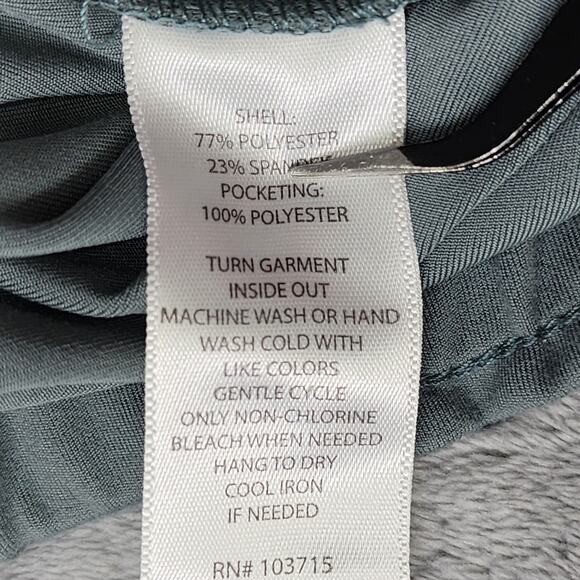 SHELL:
77% POLYESTER
23% SPANDEX
POCKETING:
100% POLYESTER
TURN GARMENT
INSIDE OUT
MACHINE WASH OR HAND
WASH COLD WITH
LIKE COLORS
GENTLE CYCLE
ONLY NON-CHLORINE
BLEACH WHEN NEEDED
HANG TO DRY
COOL IRON
IF NEEDED
RN# 103715